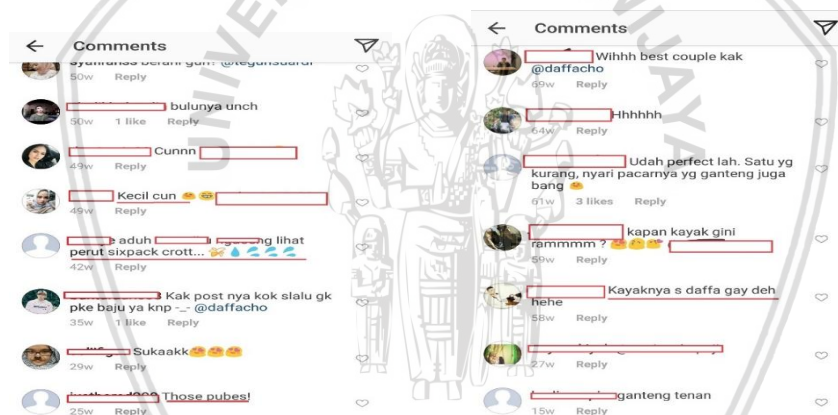 Comments
berani gun? @tegunsuardi
50w Reply
bulunya unch
50w 1 like Reply
Cunnn
49w Reply
Kecil cun
49w Reply
aduh lihat
perut sixpack crott...
42w Reply
Kak post nya kok slalu gk
pke baju ya knp -_- @daffacho
35w 1 like Reply
Sukaakk
29w Reply
Those pubes!
25w Reply
Comments
Wihhh best couple kak
@daffacho
69w Reply
Hhhhhh
64w Reply
Udah perfect lah. Satu yg
kurang, nyari pacarnya yg ganteng juga
bang
61w 3 likes Reply
kapan kayak gini
rammmm ?
59w Reply
Kayaknya s daffa gay deh
hehe
58w Reply
27w Reply
ganteng tenan
15w Reply